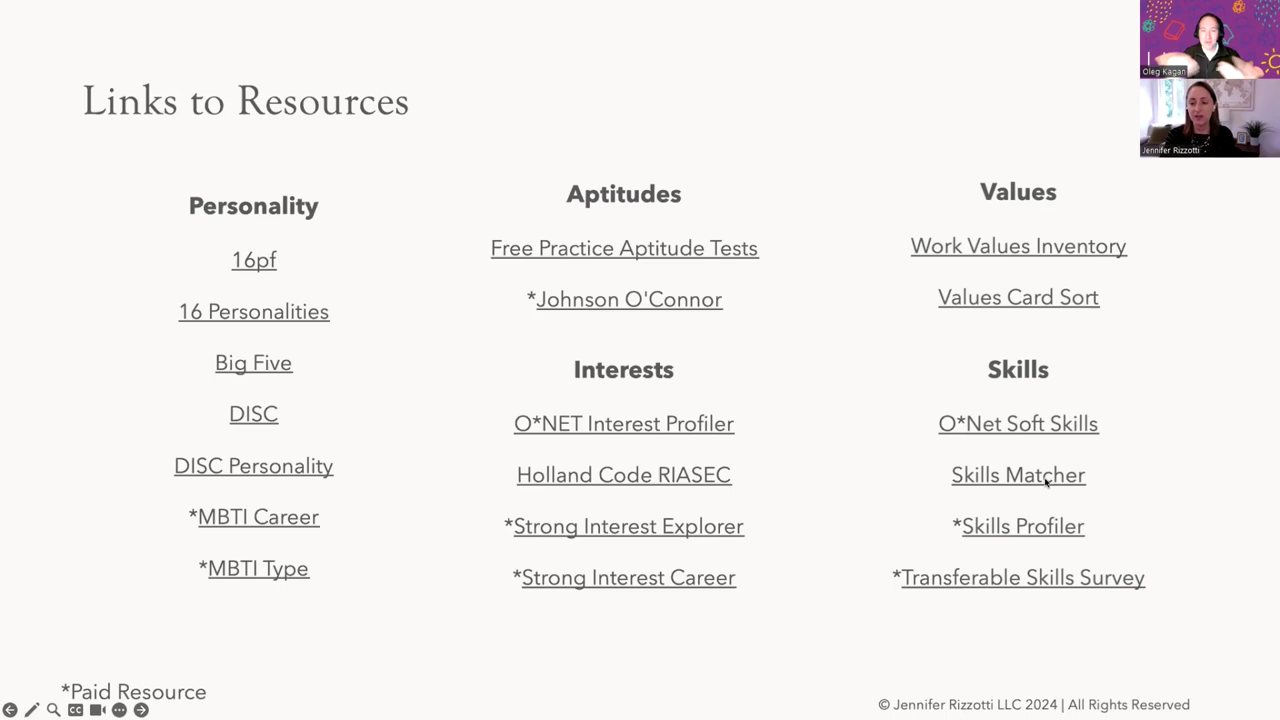 Links to Resources
Personality
16pf
16 Personalities
Big Five
DISC
DISC Personality
*MBTI Career
*MBTI Type
Aptitudes
Free Practice Aptitude Tests
*Johnson O'Connor
Interests
O*NET Interest Profiler
Holland Code RIASEC
*Strong Interest Explorer
*Strong Interest Career
Values
Work Values Inventory
Values Card Sort
Skills
O*Net Soft Skills
Skills Matcher
*Skills Profiler
*Transferable Skills Survey
*Paid Resource
© Jennifer Rizzotti LLC 2024 | All Rights Reserved
Oleg Kagan
Jennifer Rizzotti
CC